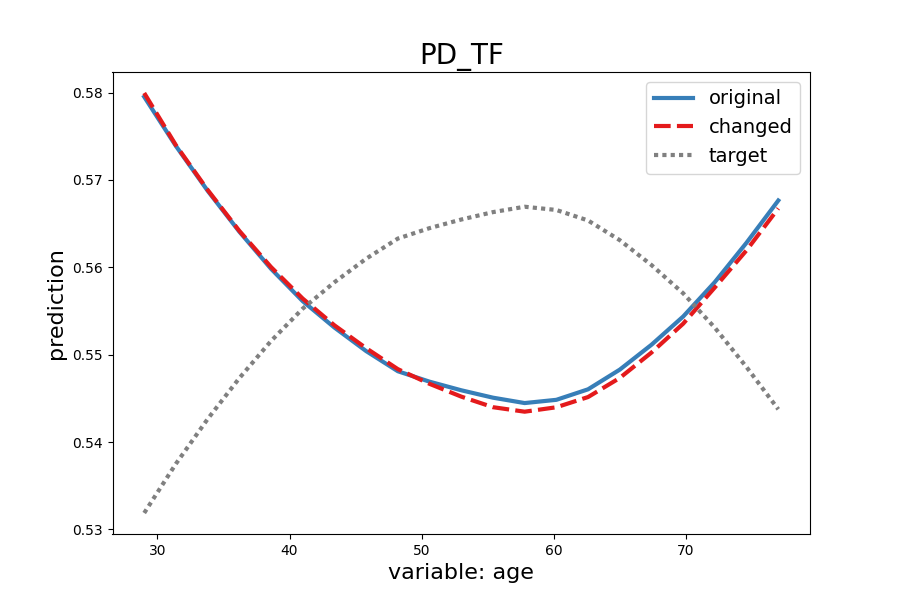 PD_TF
original
changed
target
0.58
0.57
0.56
0.55
0.54
0.53
prediction
30 40 50 60 70
variable: age